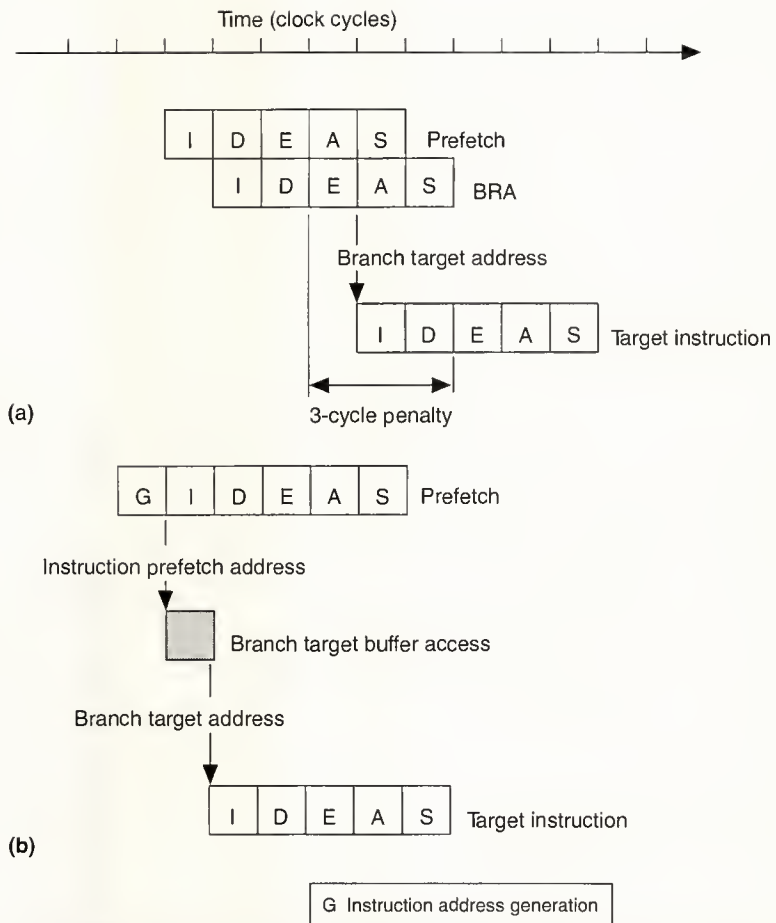 Time (clock cycles)
I D E A S Prefetch
I D E A S BRA
Branch target address
I D E A S Target instruction
(a)
3-cycle penalty
G I D E A S Prefetch
Instruction prefetch address
Branch target buffer access
Branch target address
I D E A S Target instruction
(b)
G Instruction address generation